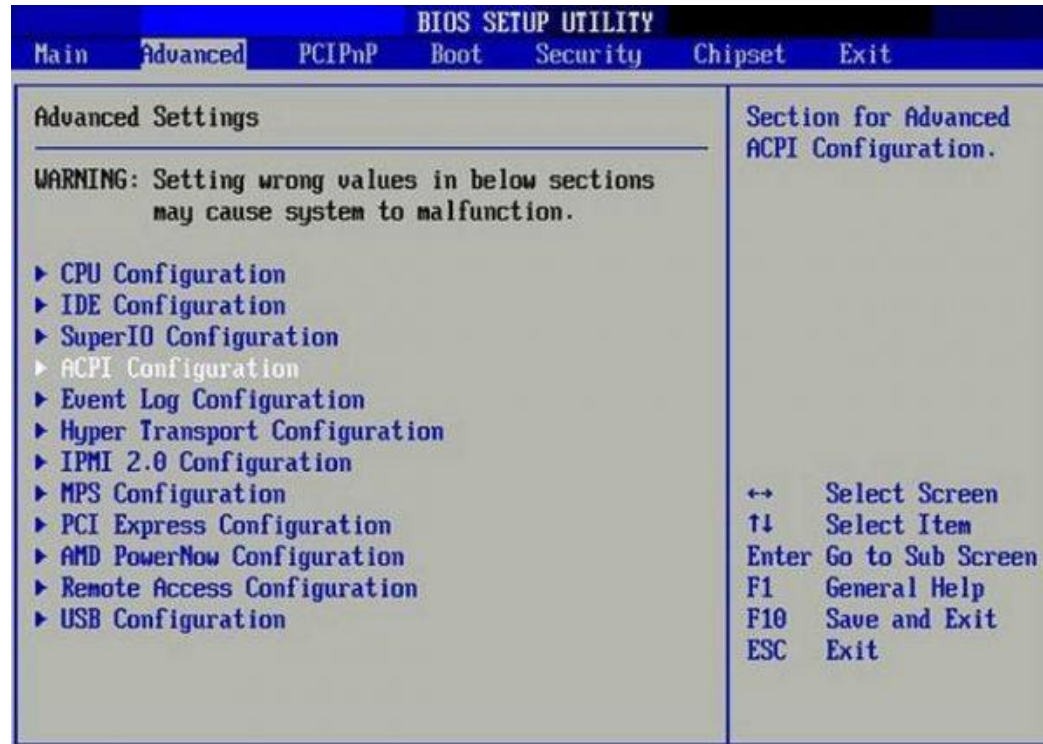 BIOS SETUP UTILITY
Main Advanced PCIPnP Boot Security Chipset Exit
Advanced Settings
WARNING: Setting wrong values in below sections
may cause system to malfunction.
▶ CPU Configuration
▶ IDE Configuration
▶ SuperIO Configuration
▶ ACPI Configuration
▶ Event Log Configuration
▶ Hyper Transport Configuration
▶ IPMI 2.0 Configuration
▶ MPS Configuration
▶ PCI Express Configuration
▶ AMD PowerNow Configuration
▶ Remote Access Configuration
▶ USB Configuration
Section for Advanced
ACPI Configuration.
↔ Select Screen
↑↓ Select Item
Enter Go to Sub Screen
F1 General Help
F10 Save and Exit
ESC Exit